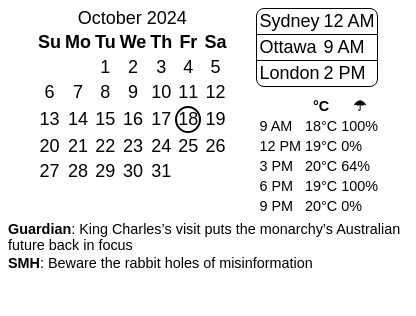 October 2024
Su Mo Tu We Th Fr Sa
1 2 3 4 5
6 7 8 9 10 11 12
13 14 15 16 17 18 19
20 21 22 23 24 25 26
27 28 29 30 31
Sydney 12 AM
Ottawa 9 AM
London 2 PM
°C ☂
9 AM 18°C 100%
12 PM 19°C 0%
3 PM 20°C 64%
6 PM 19°C 100%
9 PM 20°C 0%
Guardian: King Charles’s visit puts the monarchy’s Australian
future back in focus
SMH: Beware the rabbit holes of misinformation